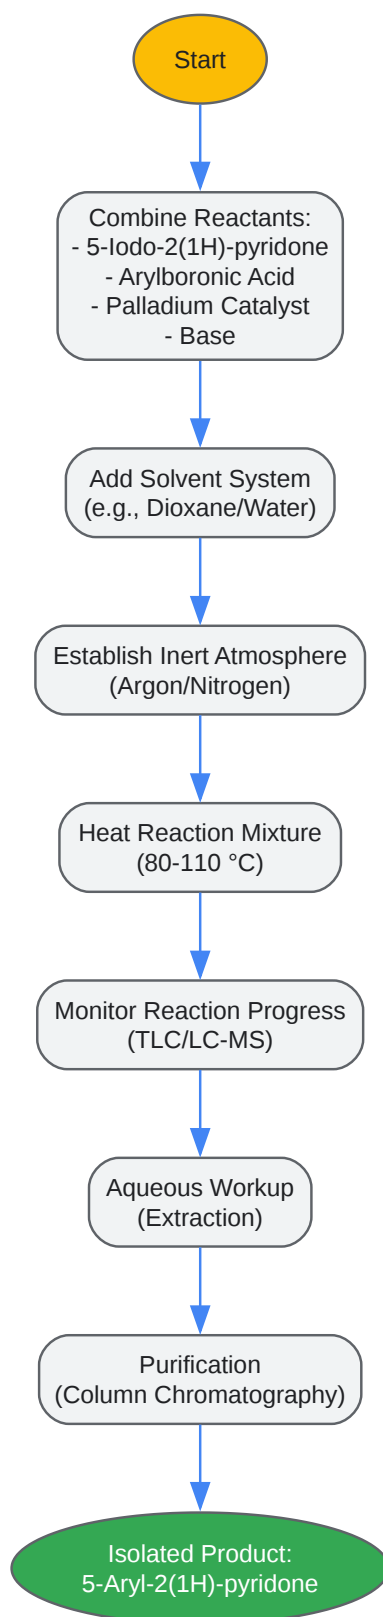 Start
Combine Reactants:
- 5-Iodo-2(1H)-pyridone
- Arylboronic Acid
- Palladium Catalyst
- Base
Add Solvent System
(e.g., Dioxane/Water)
Establish Inert Atmosphere
(Argon/Nitrogen)
Heat Reaction Mixture
(80-110 °C)
Monitor Reaction Progress
(TLC/LC-MS)
Aqueous Workup
(Extraction)
Purification
(Column Chromatography)
Isolated Product:
5-Aryl-2(1H)-pyridone